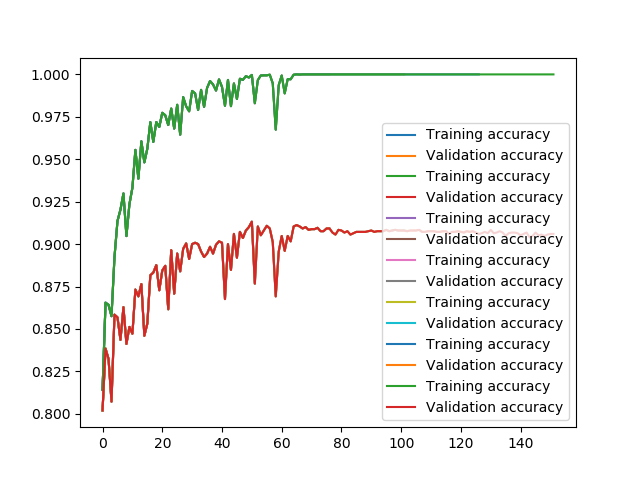 1.000
0.975
0.950
0.925
0.900
0.875
0.850
0.825
0.800
Training accuracy
Validation accuracy
Training accuracy
Validation accuracy
Training accuracy
Validation accuracy
Training accuracy
Validation accuracy
Training accuracy
Validation accuracy
Training accuracy
Validation accuracy
Training accuracy
Validation accuracy
0 20 40 60 80 100 120 140